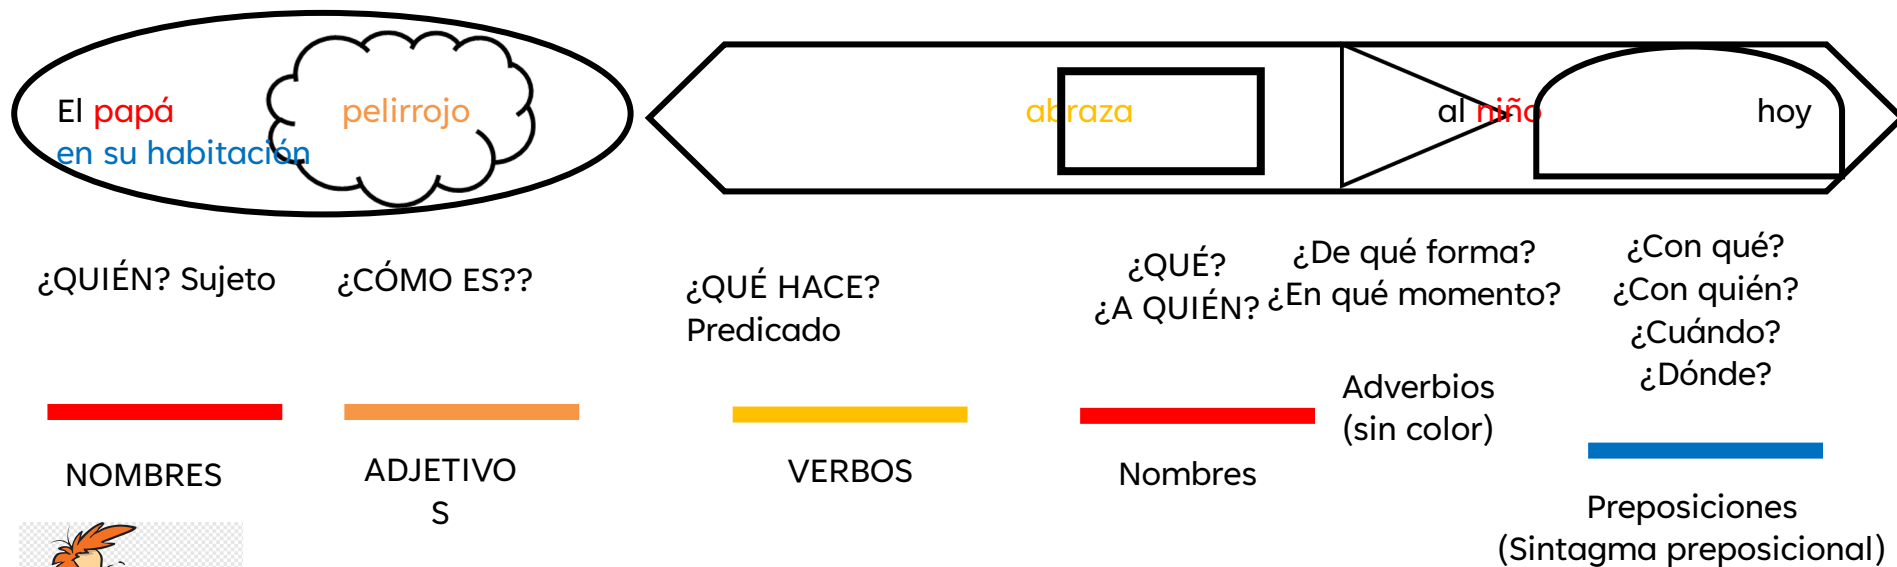 El papá pelirrojo abraza al niño hoy
en su habitación
¿QUIÉN? Sujeto
¿CÓMO ES??
¿QUÉ HACE?
Predicado
¿QUÉ?
¿A QUIÉN?
¿De qué forma?
¿En qué momento?
¿Con qué?
¿Con quién?
¿Cuándo?
¿Dónde?
NOMBRES
ADJETIVO
S
VERBOS
Nombres
Adverbios
(sin color)
Preposiciones
(Sintagma preposicional)